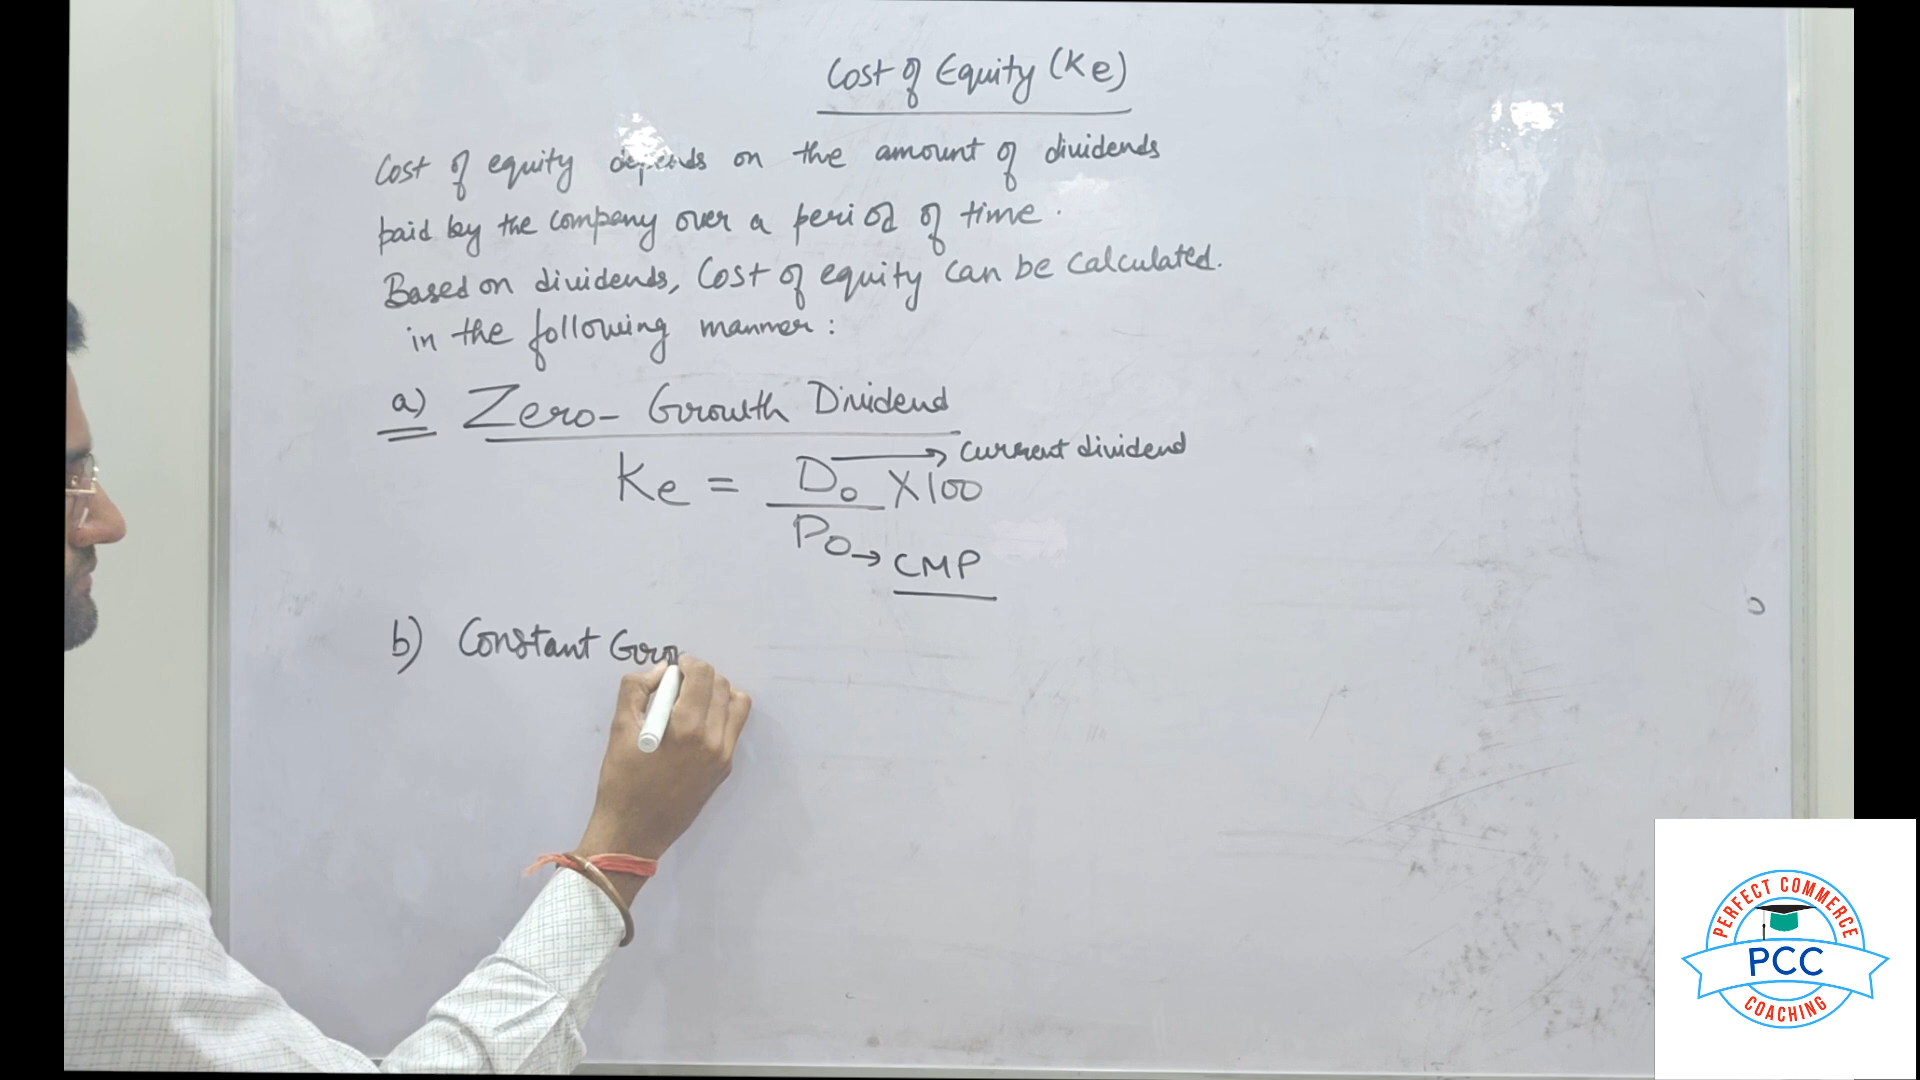 Cost of Equity (Ke)
Cost of equity depends on the amount of dividends
paid by the company over a period of time.
Based on dividends, Cost of equity can be calculated.
in the following manner:
a) Zero- Growth Dividend
Ke = D₀ X100 → Current dividend
P₀ → CMP
b) Constant Grow
PERFECT COMMERCE
PCC
COACHING